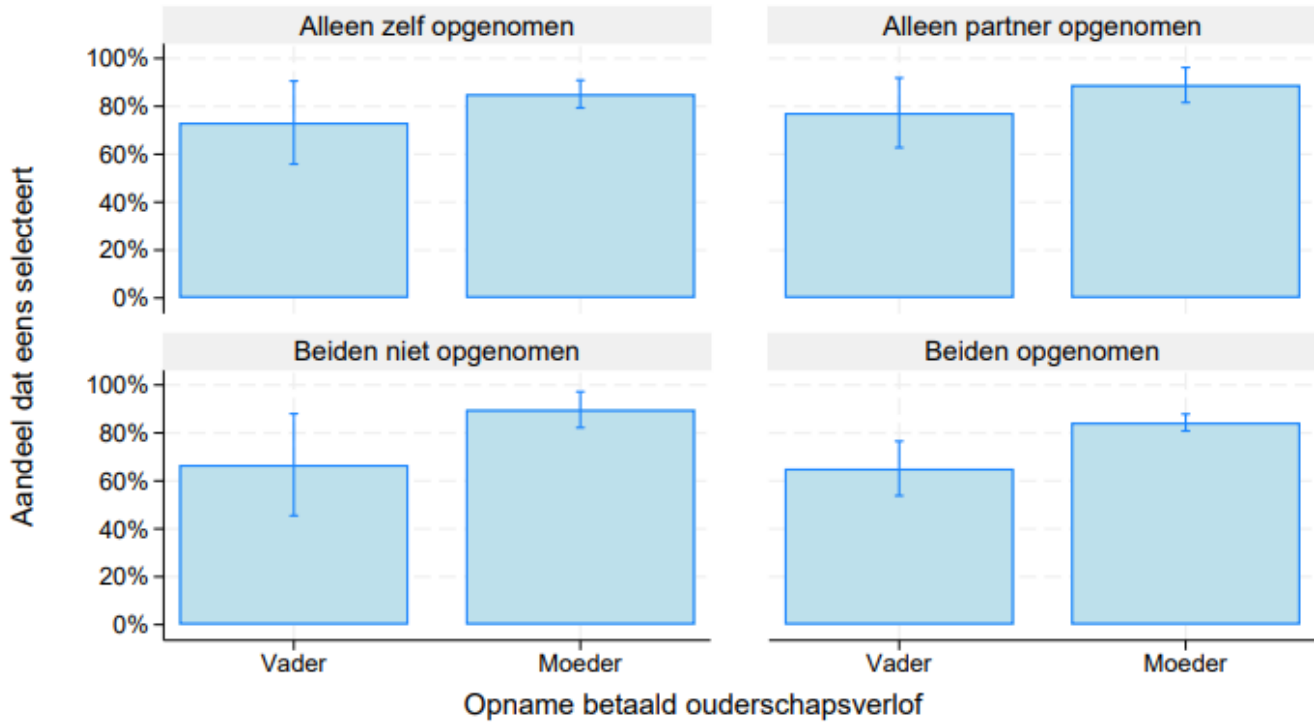 Alleen zelf opgenomen
Alleen partner opgenomen
100%
80%
60%
40%
20%
0%
Beiden niet opgenomen
Beiden opgenomen
100%
80%
60%
40%
20%
0%
Aandeel dat eens selecteert
Vader
Moeder
Vader
Moeder
Opname betaald ouderschapsverlof